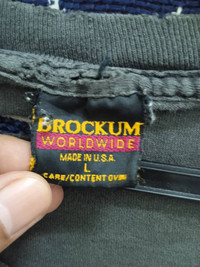 BROCKUM
WORLDWIDE
MADE IN U.S.A.
L
CARE/CONTENT OVER